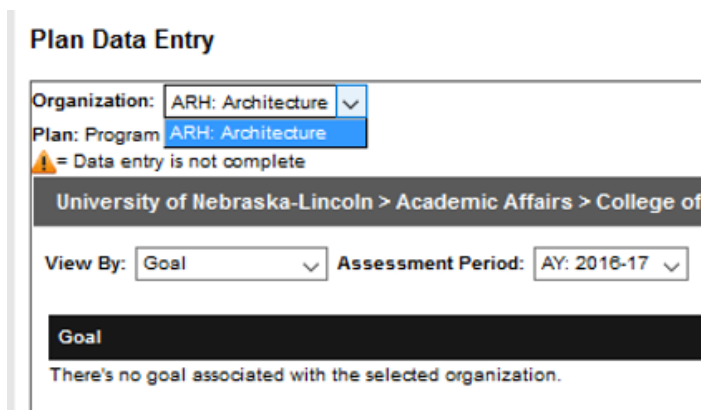 Plan Data Entry
Organization: ARH: Architecture
Plan: Program ARH: Architecture
= Data entry is not complete
University of Nebraska-Lincoln > Academic Affairs > College of
View By: Goal Assessment Period: AY: 2016-17
Goal
There's no goal associated with the selected organization.